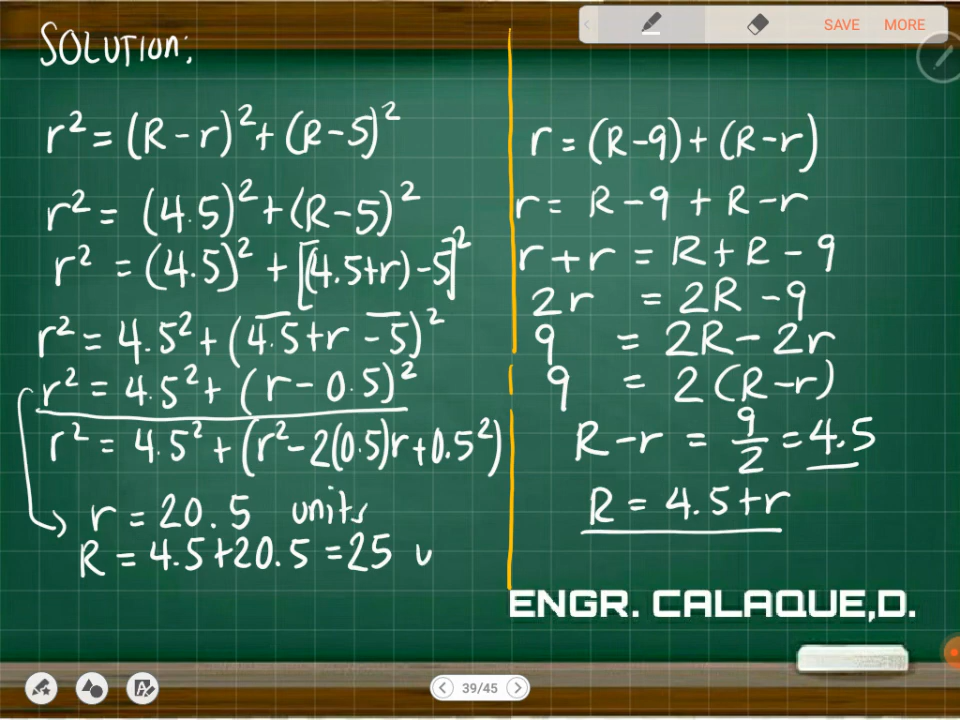 SAVE MORE
SOLUTION:
r² = (R-r)² + (R-5)²
r² = (4.5)² + (R-5)²
r² = (4.5)² + [(4.5+r)-5]²
r² = 4.5² + (4.5+r-5)²
r² = 4.5² + (r-0.5)²
r² = 4.5² + (r²-2(0.5)r+0.5²)
r = 20.5 units
R = 4.5+20.5 = 25 u
r = (R-9) + (R-r)
r = R-9 + R-r
r + r = R + R - 9
2r = 2R - 9
9 = 2R - 2r
9 = 2(R-r)
R-r = 9/2 = 4.5
R = 4.5+r
ENGR. CALAQUE,D.
39/45